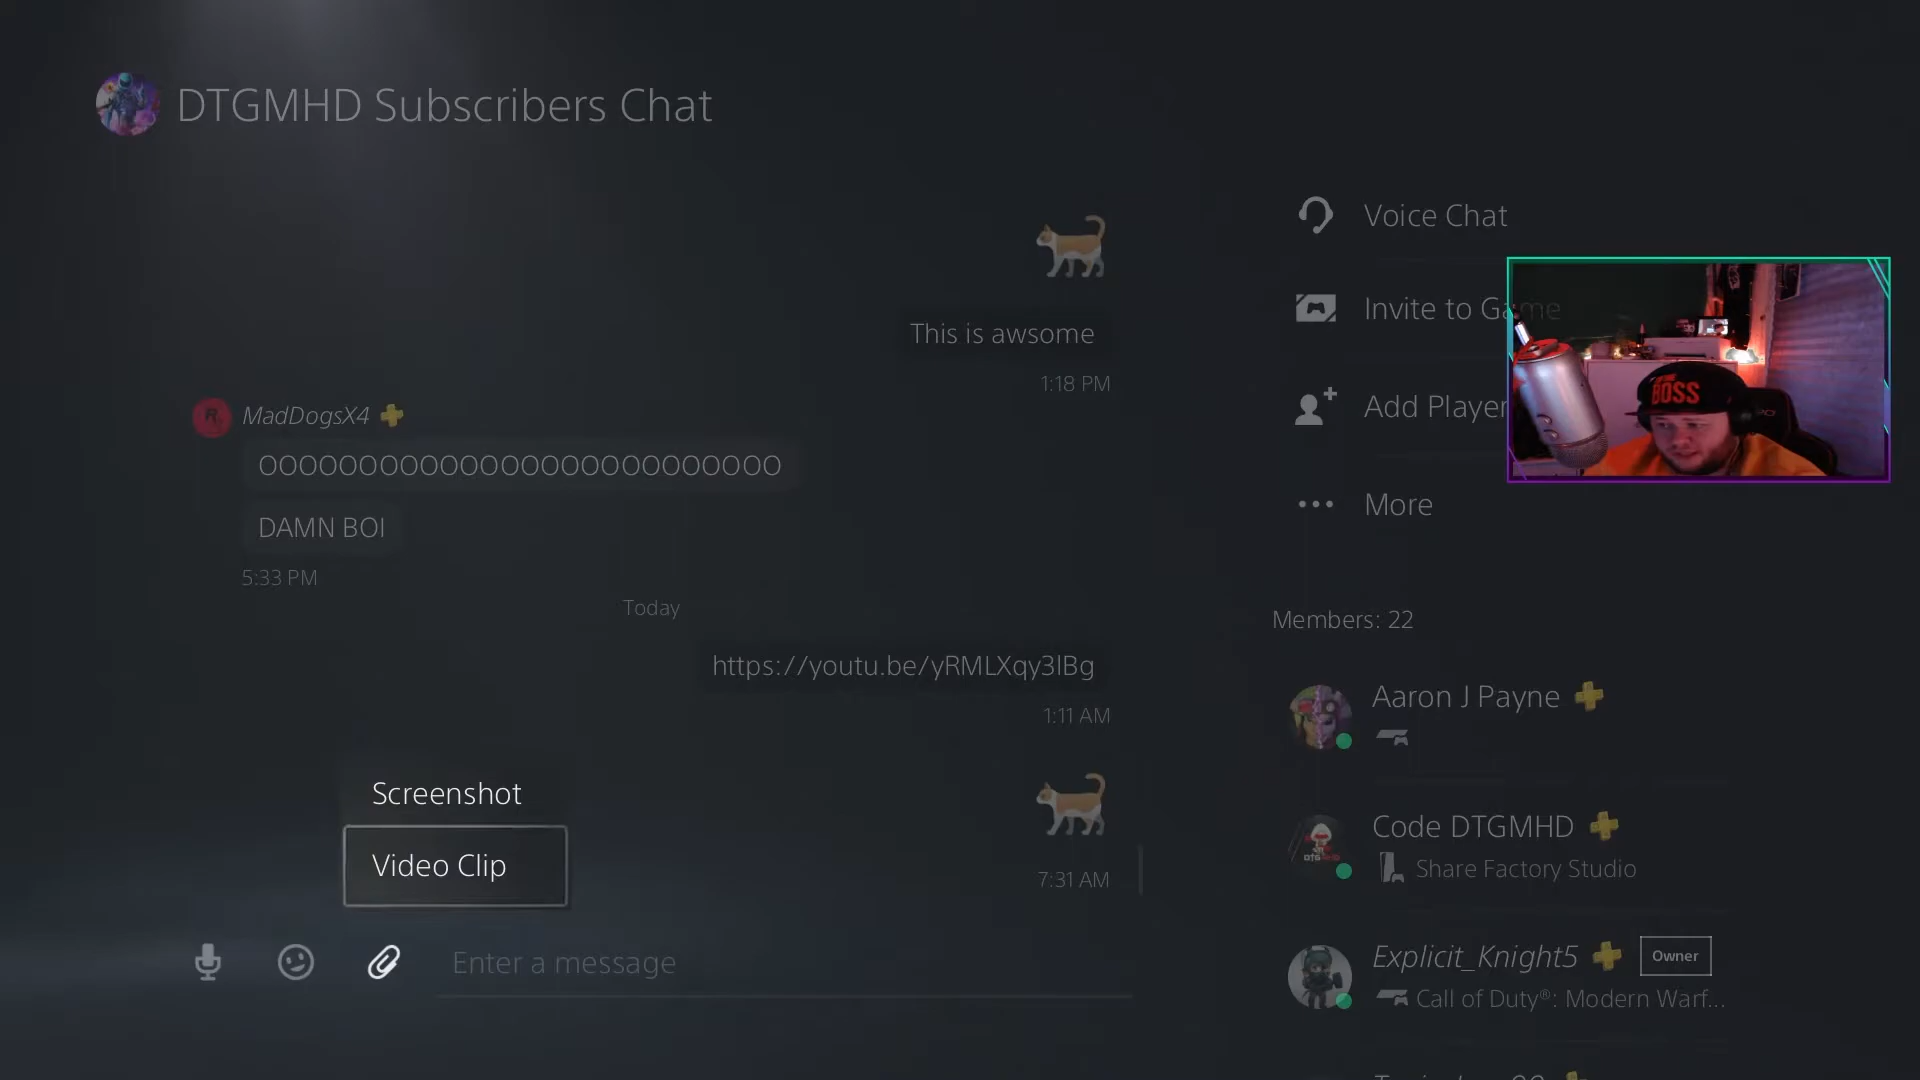 DTGMHD Subscribers Chat
This is awsome
1:18 PM
MadDogsX4
OOOOOOOOOOOOOOOOOOOOOOOOOO
DAMN BOI
5:33 PM
Today
https://youtu.be/yRMLXqy3lBg
1:11 AM
7:31 AM
Screenshot
Video Clip
Enter a message
Voice Chat
Invite to Game
Add Player
More
BOSS
Members: 22
Aaron J Payne
Code DTGMHD
Share Factory Studio
Explicit_Knight5
Owner
Call of Duty®: Modern Warf...